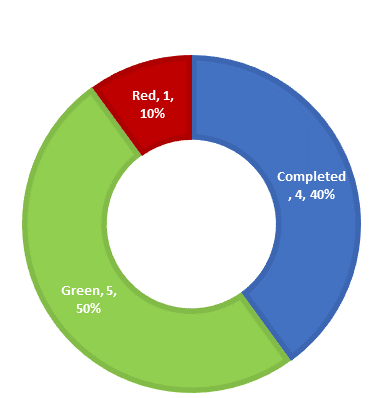 Red, 1,
10%
Completed
, 4, 40%
Green, 5,
50%